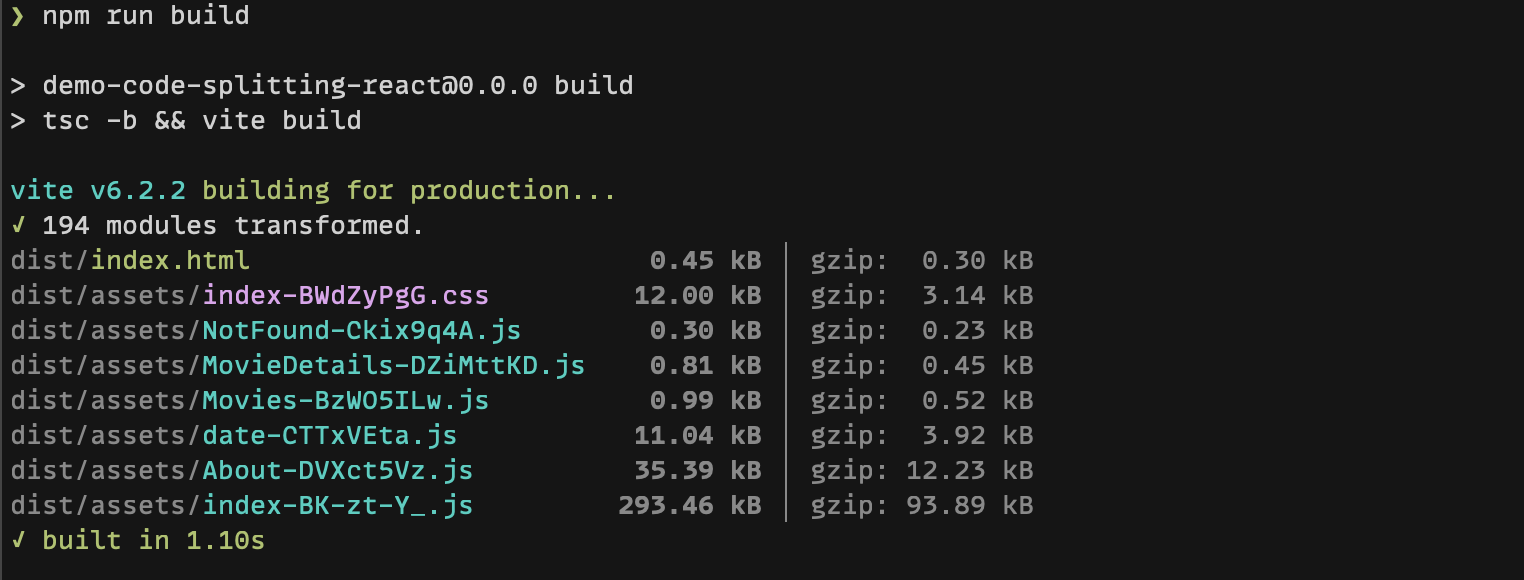 ❯ npm run build
> demo-code-splitting-react@0.0.0 build
> tsc -b && vite build
vite v6.2.2 building for production...
✓ 194 modules transformed.
dist/index.html                   0.45 kB │ gzip:  0.30 kB
dist/assets/index-BWdZyPgG.css         12.00 kB │ gzip:  3.14 kB
dist/assets/NotFound-Ckix9q4A.js        0.30 kB │ gzip:  0.23 kB
dist/assets/MovieDetails-DZiMttKD.js    0.81 kB │ gzip:  0.45 kB
dist/assets/Movies-BzWO5ILw.js          0.99 kB │ gzip:  0.52 kB
dist/assets/date-CTTxVEta.js           11.04 kB │ gzip:  3.92 kB
dist/assets/About-DVXct5Vz.js          35.39 kB │ gzip: 12.23 kB
dist/assets/index-BK-zt-Y_.js         293.46 kB │ gzip: 93.89 kB
✓ built in 1.10s